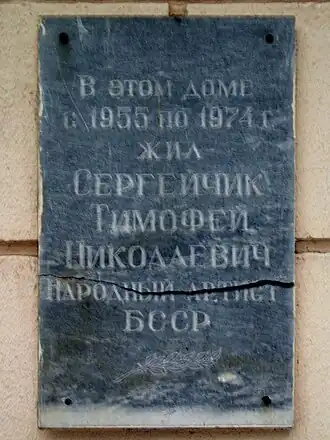 В этом доме
с 1955 по 1974 г.
жил
Сергейчик
Тимофей
Николаевич
Народный артист
БССР